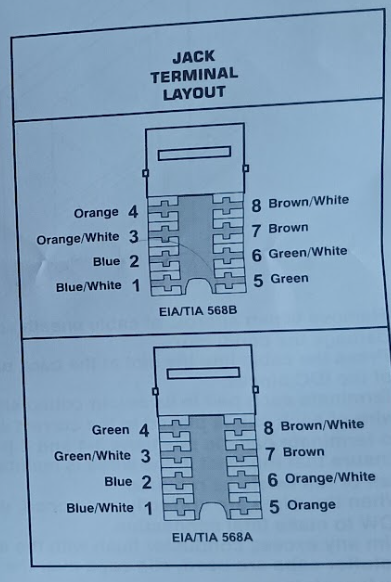 JACK
TERMINAL
LAYOUT
Orange 4 8 Brown/White
Orange/White 3 7 Brown
Blue 2 6 Green/White
Blue/White 1 5 Green
EIA/TIA 568B
Green 4 8 Brown/White
Green/White 3 7 Brown
Blue 2 6 Orange/White
Blue/White 1 5 Orange
EIA/TIA 568A